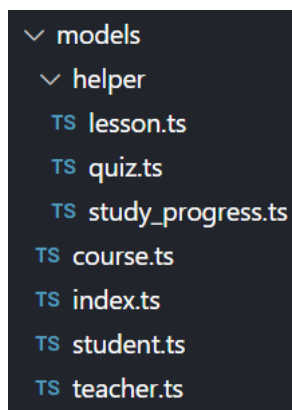 models
helper
TS lesson.ts
TS quiz.ts
TS study_progress.ts
TS course.ts
TS index.ts
TS student.ts
TS teacher.ts